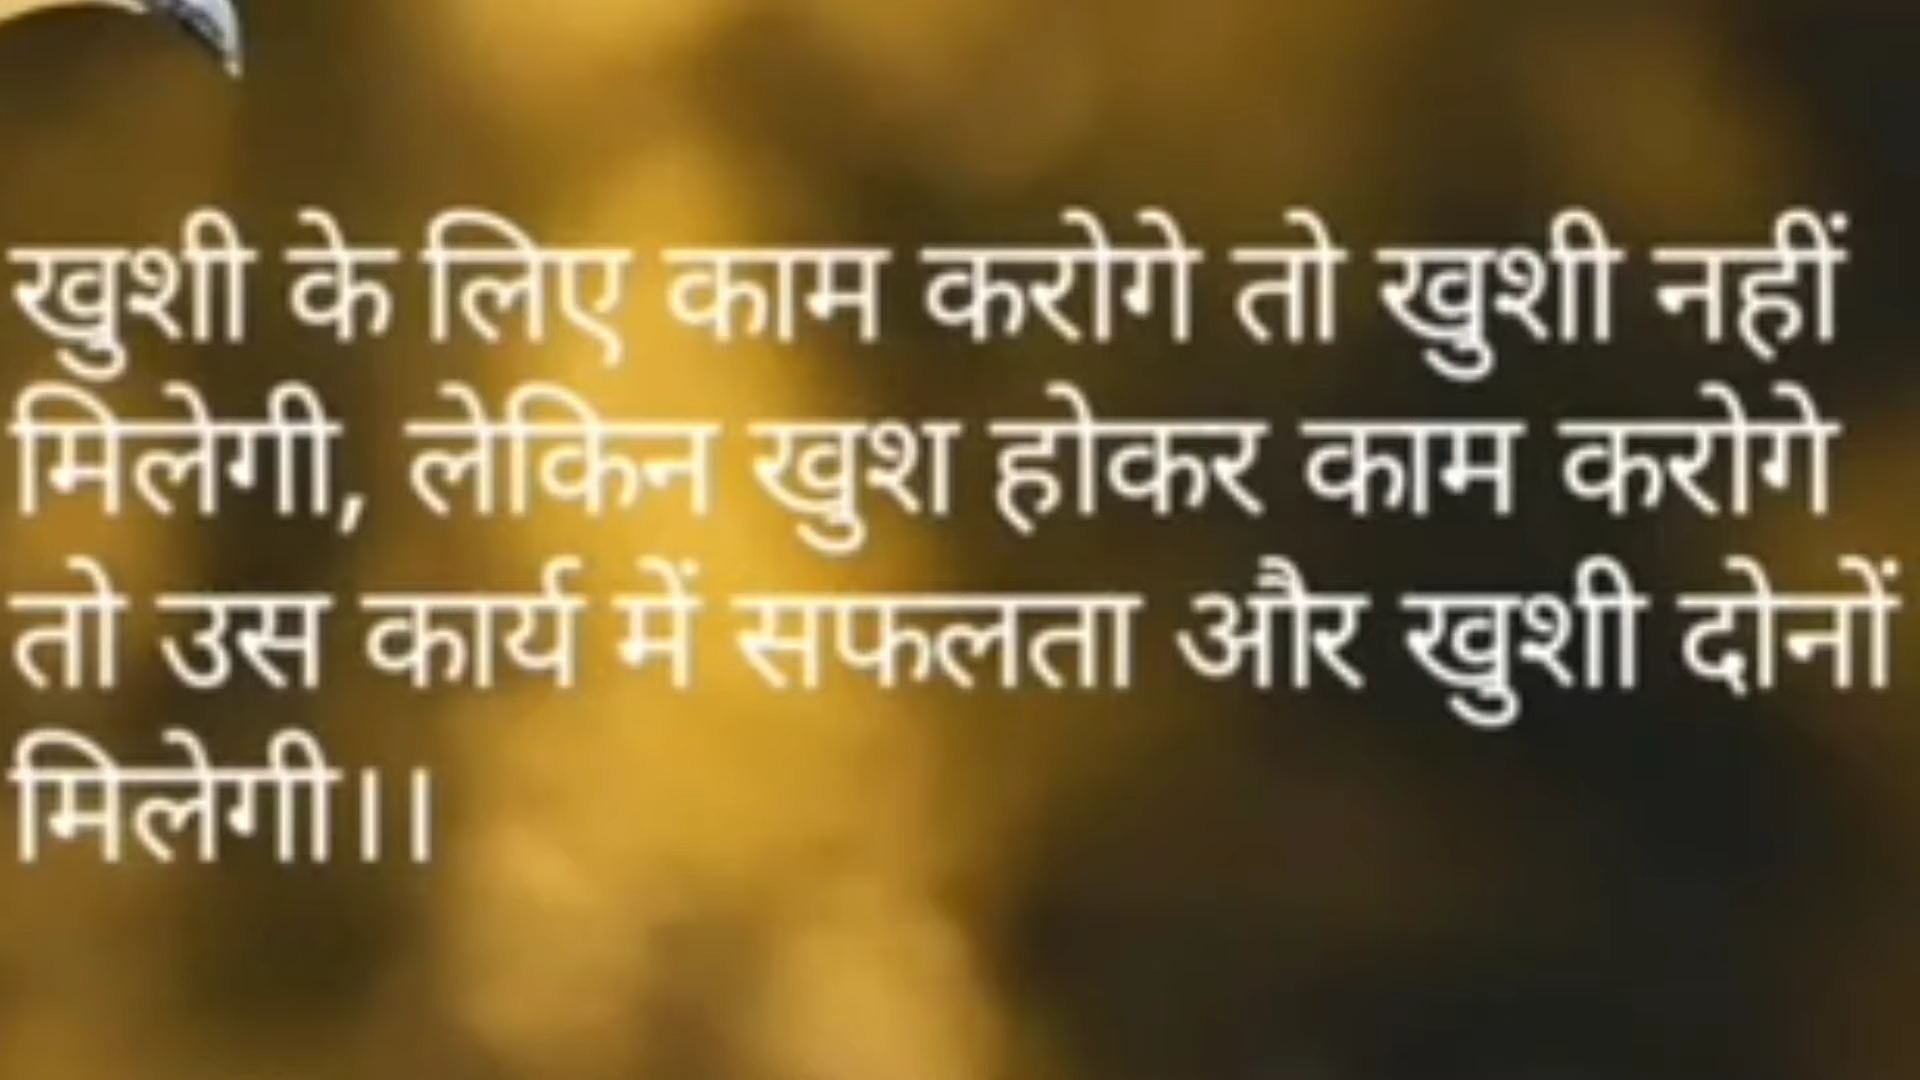 खुशी के लिए काम करोगे तो खुशी नहीं
मिलेगी, लेकिन खुश होकर काम करोगे
तो उस कार्य में सफलता और खुशी दोनों
मिलेगी।।